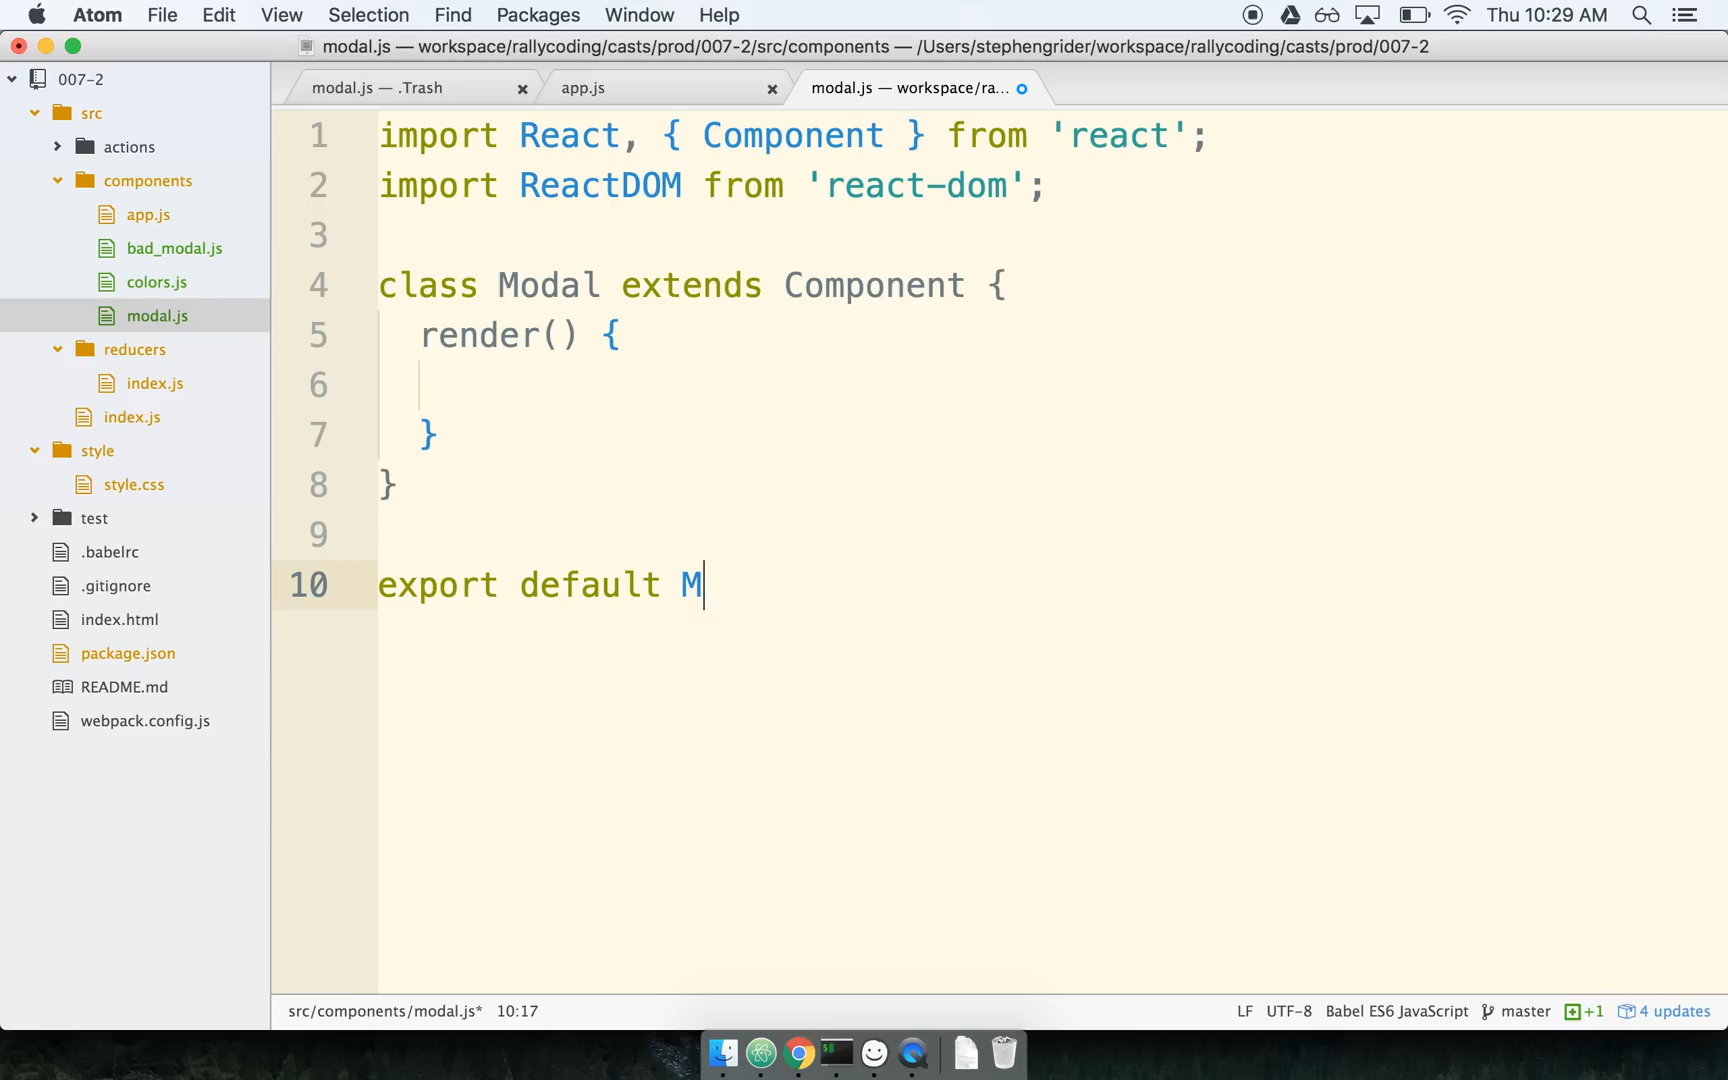 Atom File Edit View Selection Find Packages Window Help Thu 10:29 AM
modal.js — workspace/rallycoding/casts/prod/007-2/src/components — /Users/stephengrider/workspace/rallycoding/casts/prod/007-2
007-2
src
actions
components
app.js
bad_modal.js
colors.js
modal.js
reducers
index.js
index.js
style
style.css
test
.babelrc
.gitignore
index.html
package.json
README.md
webpack.config.js
modal.js — .Trash app.js modal.js — workspace/ra...
1 import React, { Component } from 'react';
2 import ReactDOM from 'react-dom';
3
4 class Modal extends Component {
5 render() {
6
7 }
8 }
9
10 export default M
src/components/modal.js* 10:17 LF UTF-8 Babel ES6 JavaScript master +1 4 updates